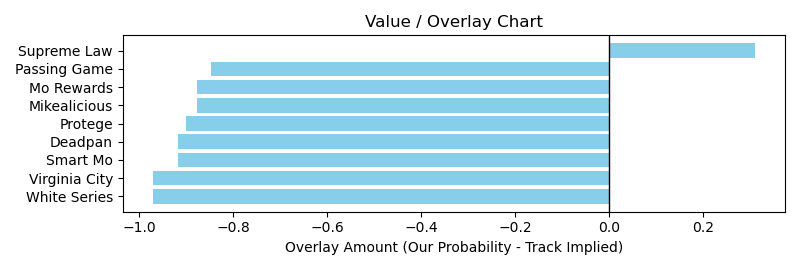 Value / Overlay Chart
Supreme Law
Passing Game
Mo Rewards
Mikealicious
Protege
Deadpan
Smart Mo
Virginia City
White Series
−1.0 −0.8 −0.6 −0.4 −0.2 0.0 0.2
Overlay Amount (Our Probability - Track Implied)